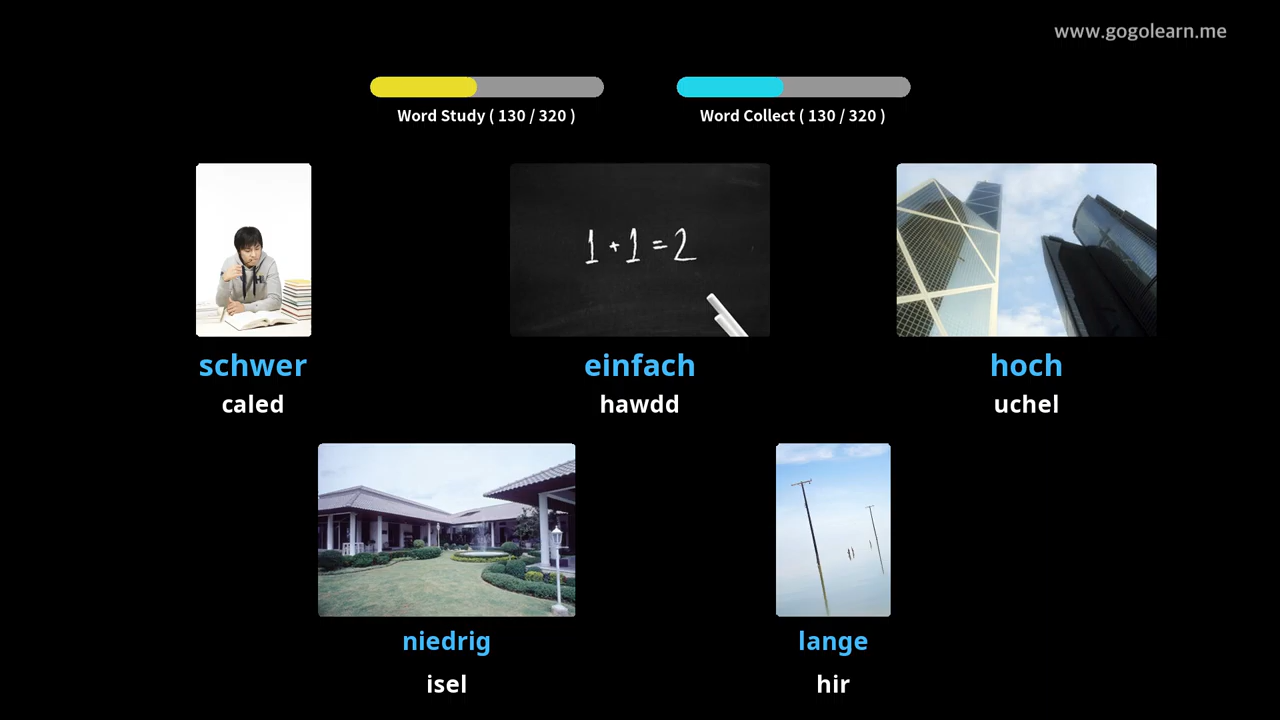 www.gogolearn.me
Word Study ( 130 / 320 )
Word Collect ( 130 / 320 )
1 + 1 = 2
schwer
caled
einfach
hawdd
hoch
uchel
niedrig
isel
lange
hir